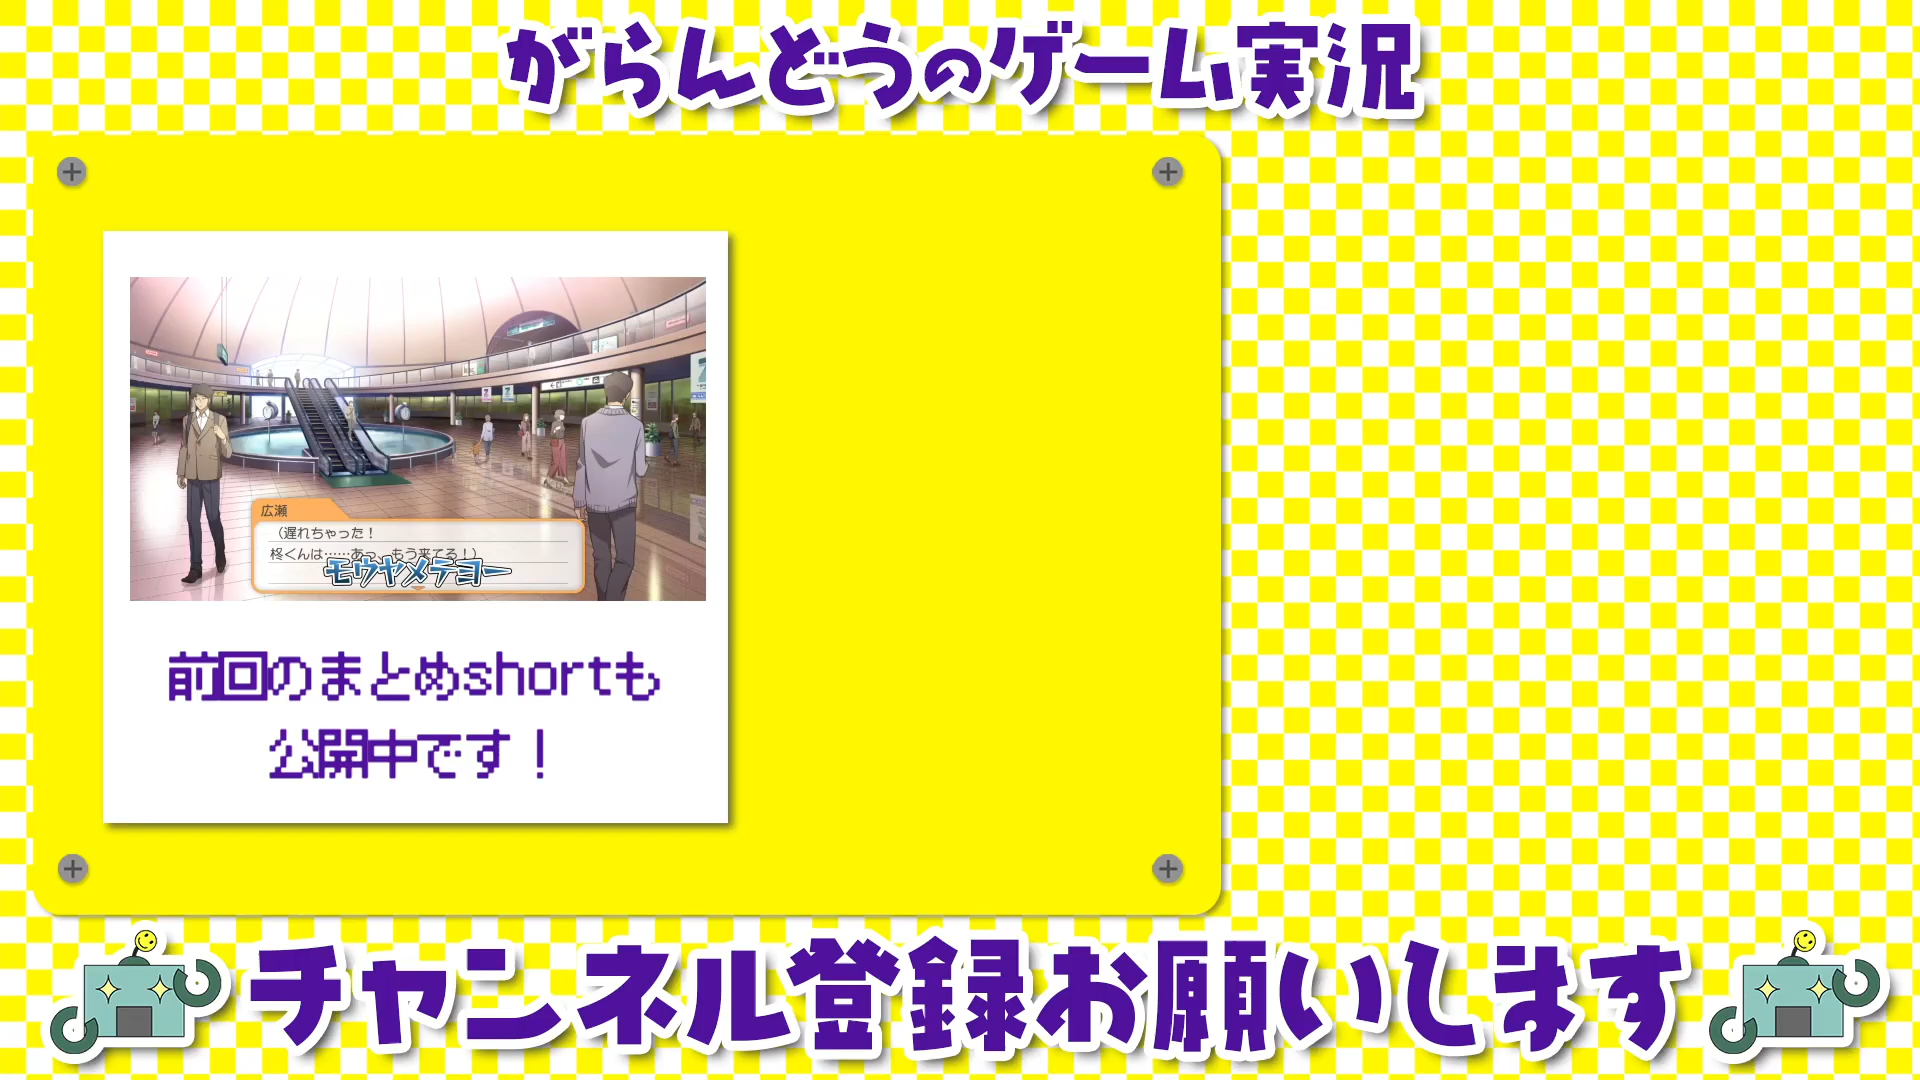 がらんどうのゲーム実況
広瀬
（遅れちゃった！
柊くんは……あっ、もう来てる！）
モウヤメテヨー
前回のまとめshortも
公開中です！
チャンネル登録お願いします